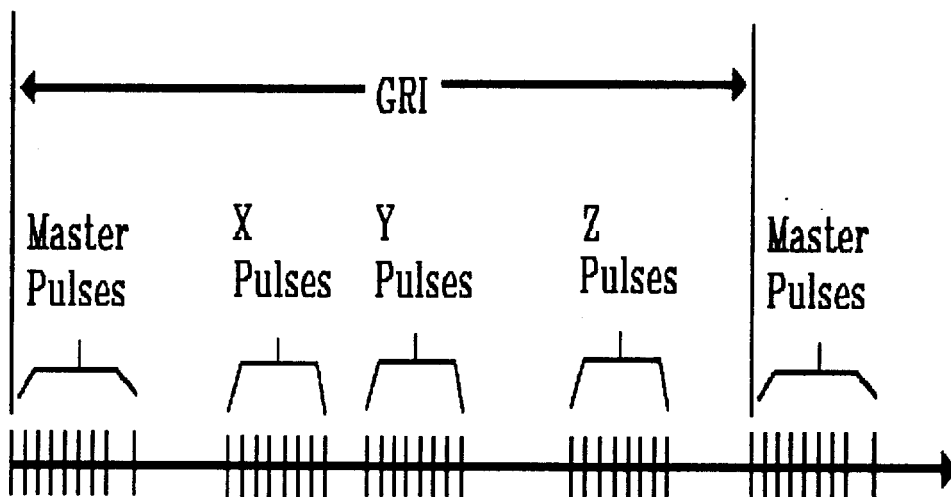 GRI
Master
Pulses
X
Pulses
Y
Pulses
Z
Pulses
Master
Pulses